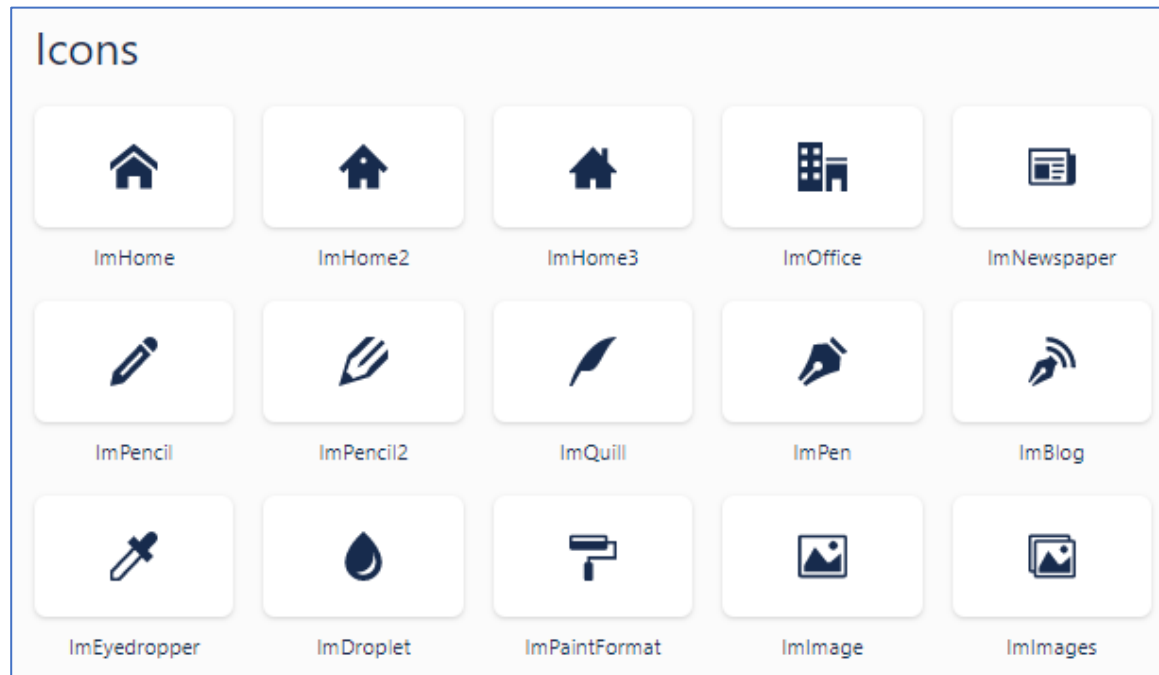 Icons
ImHome ImHome2 ImHome3 ImOffice ImNewspaper
ImPencil ImPencil2 ImQuill ImPen ImBlog
ImEyedropper ImDroplet ImPaintFormat ImImage ImImages